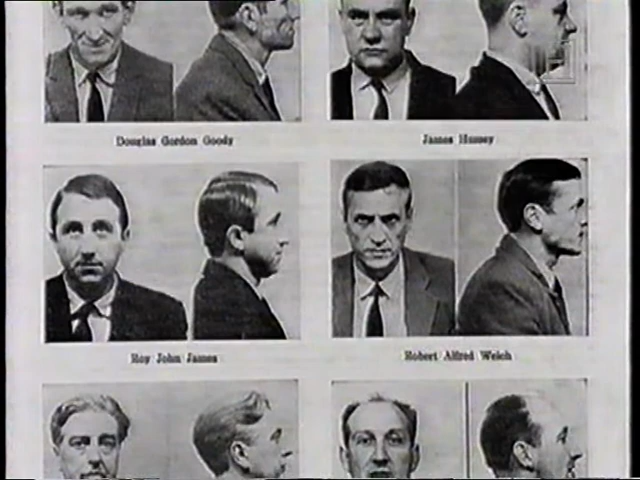 Douglas Gordon Goody
James Hussey
Roy John James
Robert Alfred Welch